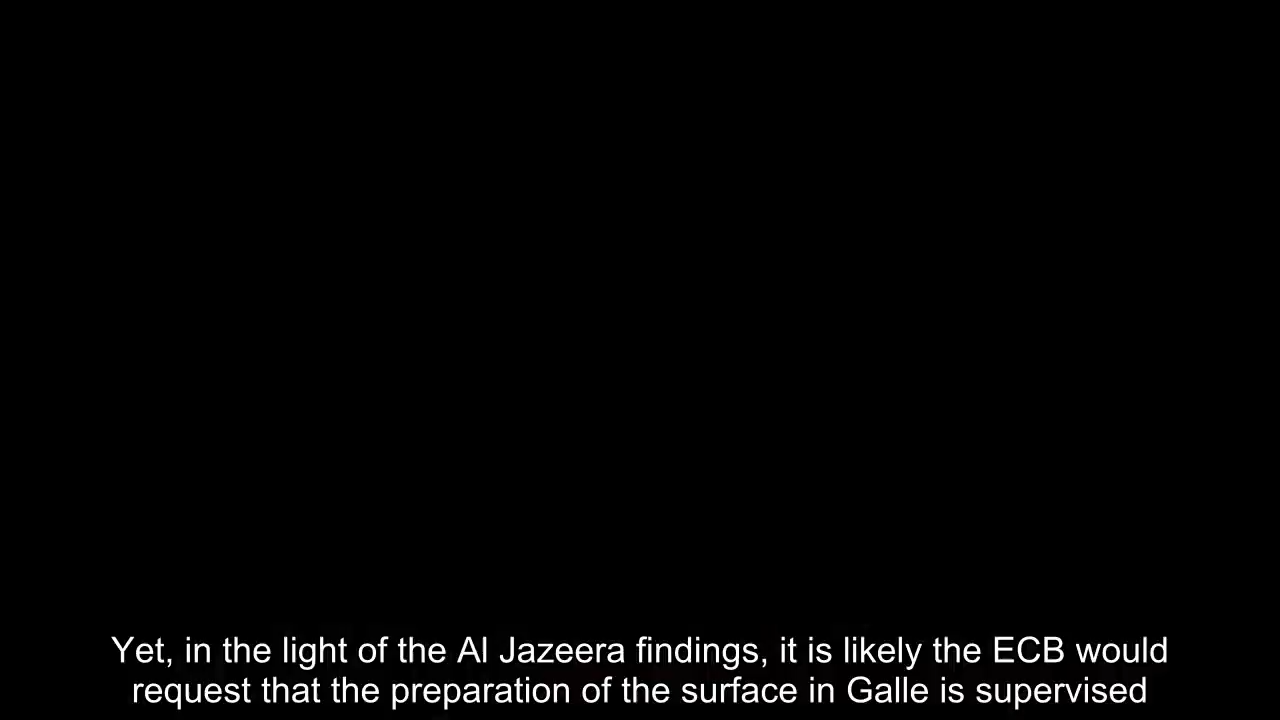 Yet, in the light of the Al Jazeera findings, it is likely the ECB would
request that the preparation of the surface in Galle is supervised